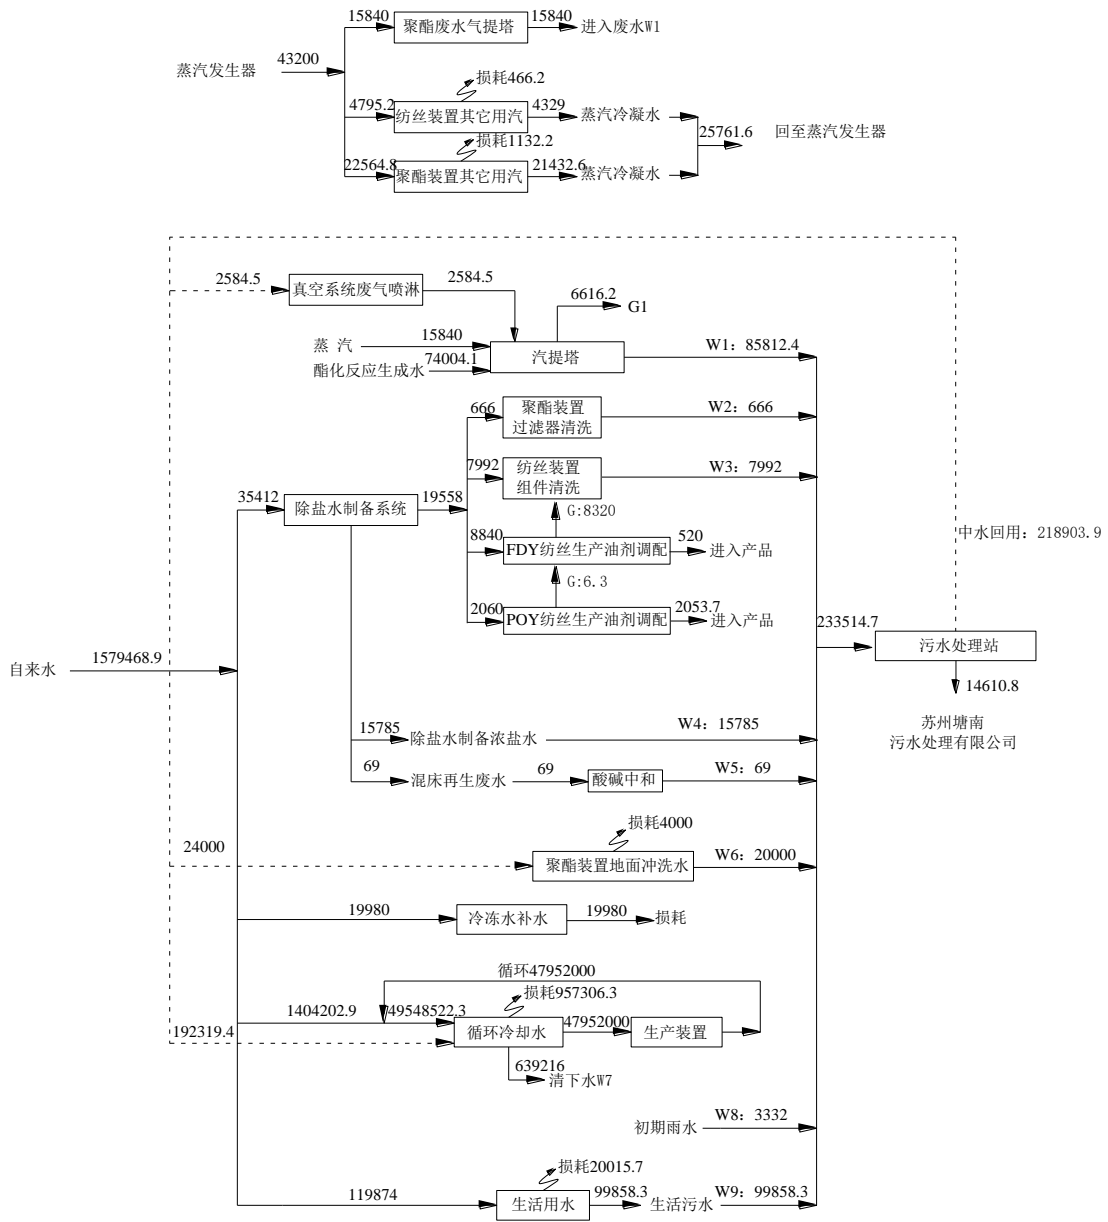 15840
聚酯废水气提塔
15840
进入废水W1
蒸汽发生器
43200
损耗466.2
4795.2
纺丝装置其它用汽
4329
蒸汽冷凝水
25761.6
回至蒸汽发生器
损耗1132.2
22564.8
聚酯装置其它用汽
21432.6
蒸汽冷凝水
2584.5
真空系统废气喷淋
2584.5
6616.2
G1
蒸 汽
15840
汽提塔
W1：85812.4
酯化反应生成水
74004.1
666
聚酯装置
过滤器清洗
W2：666
7992
纺丝装置
组件清洗
W3：7992
35412
除盐水制备系统
19558
G:8320
中水回用：218903.9
8840
FDY纺丝生产油剂调配
520
进入产品
G:6.3
2060
POY纺丝生产油剂调配
2053.7
进入产品
233514.7
污水处理站
自来水
1579468.9
14610.8
苏州塘南
污水处理有限公司
15785
除盐水制备浓盐水
W4：15785
69
混床再生废水
69
酸碱中和
W5：69
损耗4000
24000
聚酯装置地面冲洗水
W6：20000
19980
冷冻水补水
19980
损耗
循环47952000
损耗957306.3
1404202.9
49548522.3
循环冷却水
47952000
生产装置
192319.4
639216
清下水W7
初期雨水
W8：3332
损耗20015.7
119874
生活用水
99858.3
生活污水
W9：99858.3